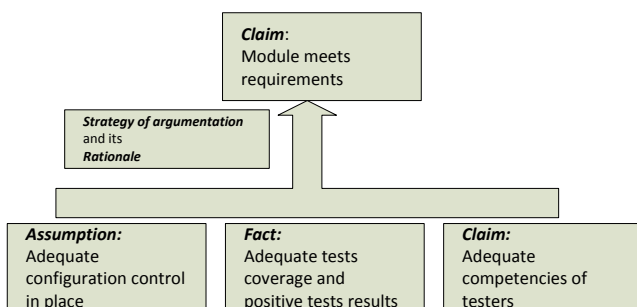 Claim:
Module meets
requirements
Strategy of argumentation
and its
Rationale
Assumption:
Adequate
configuration control
in place
Fact:
Adequate tests
coverage and
positive tests results
Claim:
Adequate
competencies of
testers